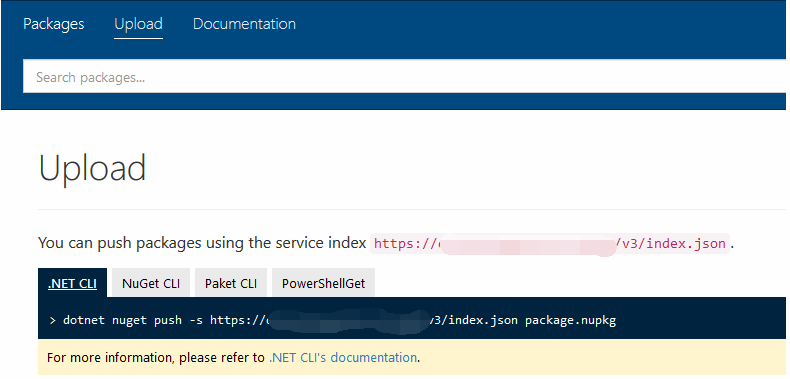 Packages Upload Documentation
Search packages...
Upload
You can push packages using the service index https:// /v3/index.json.
.NET CLI NuGet CLI Paket CLI PowerShellGet
> dotnet nuget push -s https:// v3/index.json package.nupkg
For more information, please refer to .NET CLI's documentation.